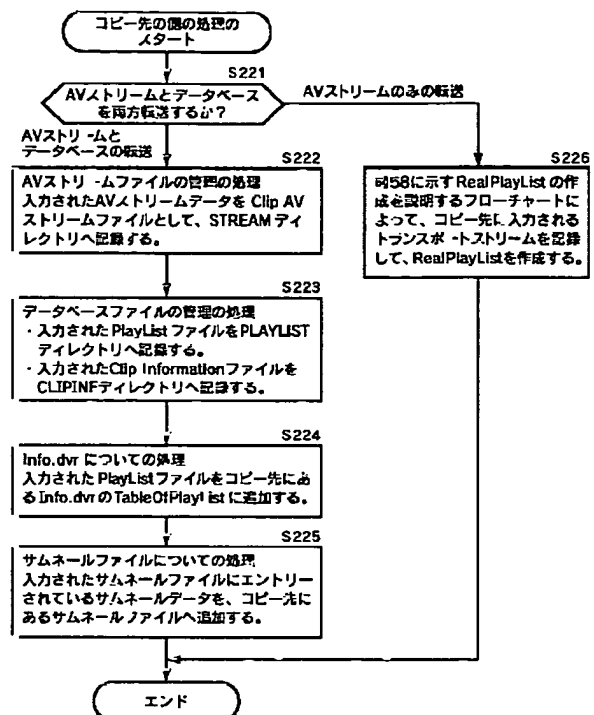 コピー先の側の処理の
スタート
S221
AVストリームとデータベース
を両方転送するか？
AVストリームのみの転送
AVストリームと
データベースの転送
S222
AVストリームファイルの管理の処理
入力されたAVストリームデータを Clip AV
ストリームファイルとして、STREAM ディ
レクトリへ記録する。
S226
図58に示す RealPlayList の作
成を説明するフローチャートに
よって、コピー先に入力される
トランスポートストリームを記録
して、RealPlayListを作成する。
S223
データベースファイルの管理の処理
・入力された PlayList ファイルをPLAYLIST
ディレクトリへ記録する。
・入力されたClip Informationファイルを
CLIPINFディレクトリへ記録する。
S224
Info.dvr についての処理
入力された PlayListファイルをコピー先にあ
る Info.dvr のTableOfPlayListに追加する。
S225
サムネールファイルについての処理
入力されたサムネールファイルにエントリー
されているサムネールデータを、コピー先に
あるサムネールファイルへ追加する。
エンド